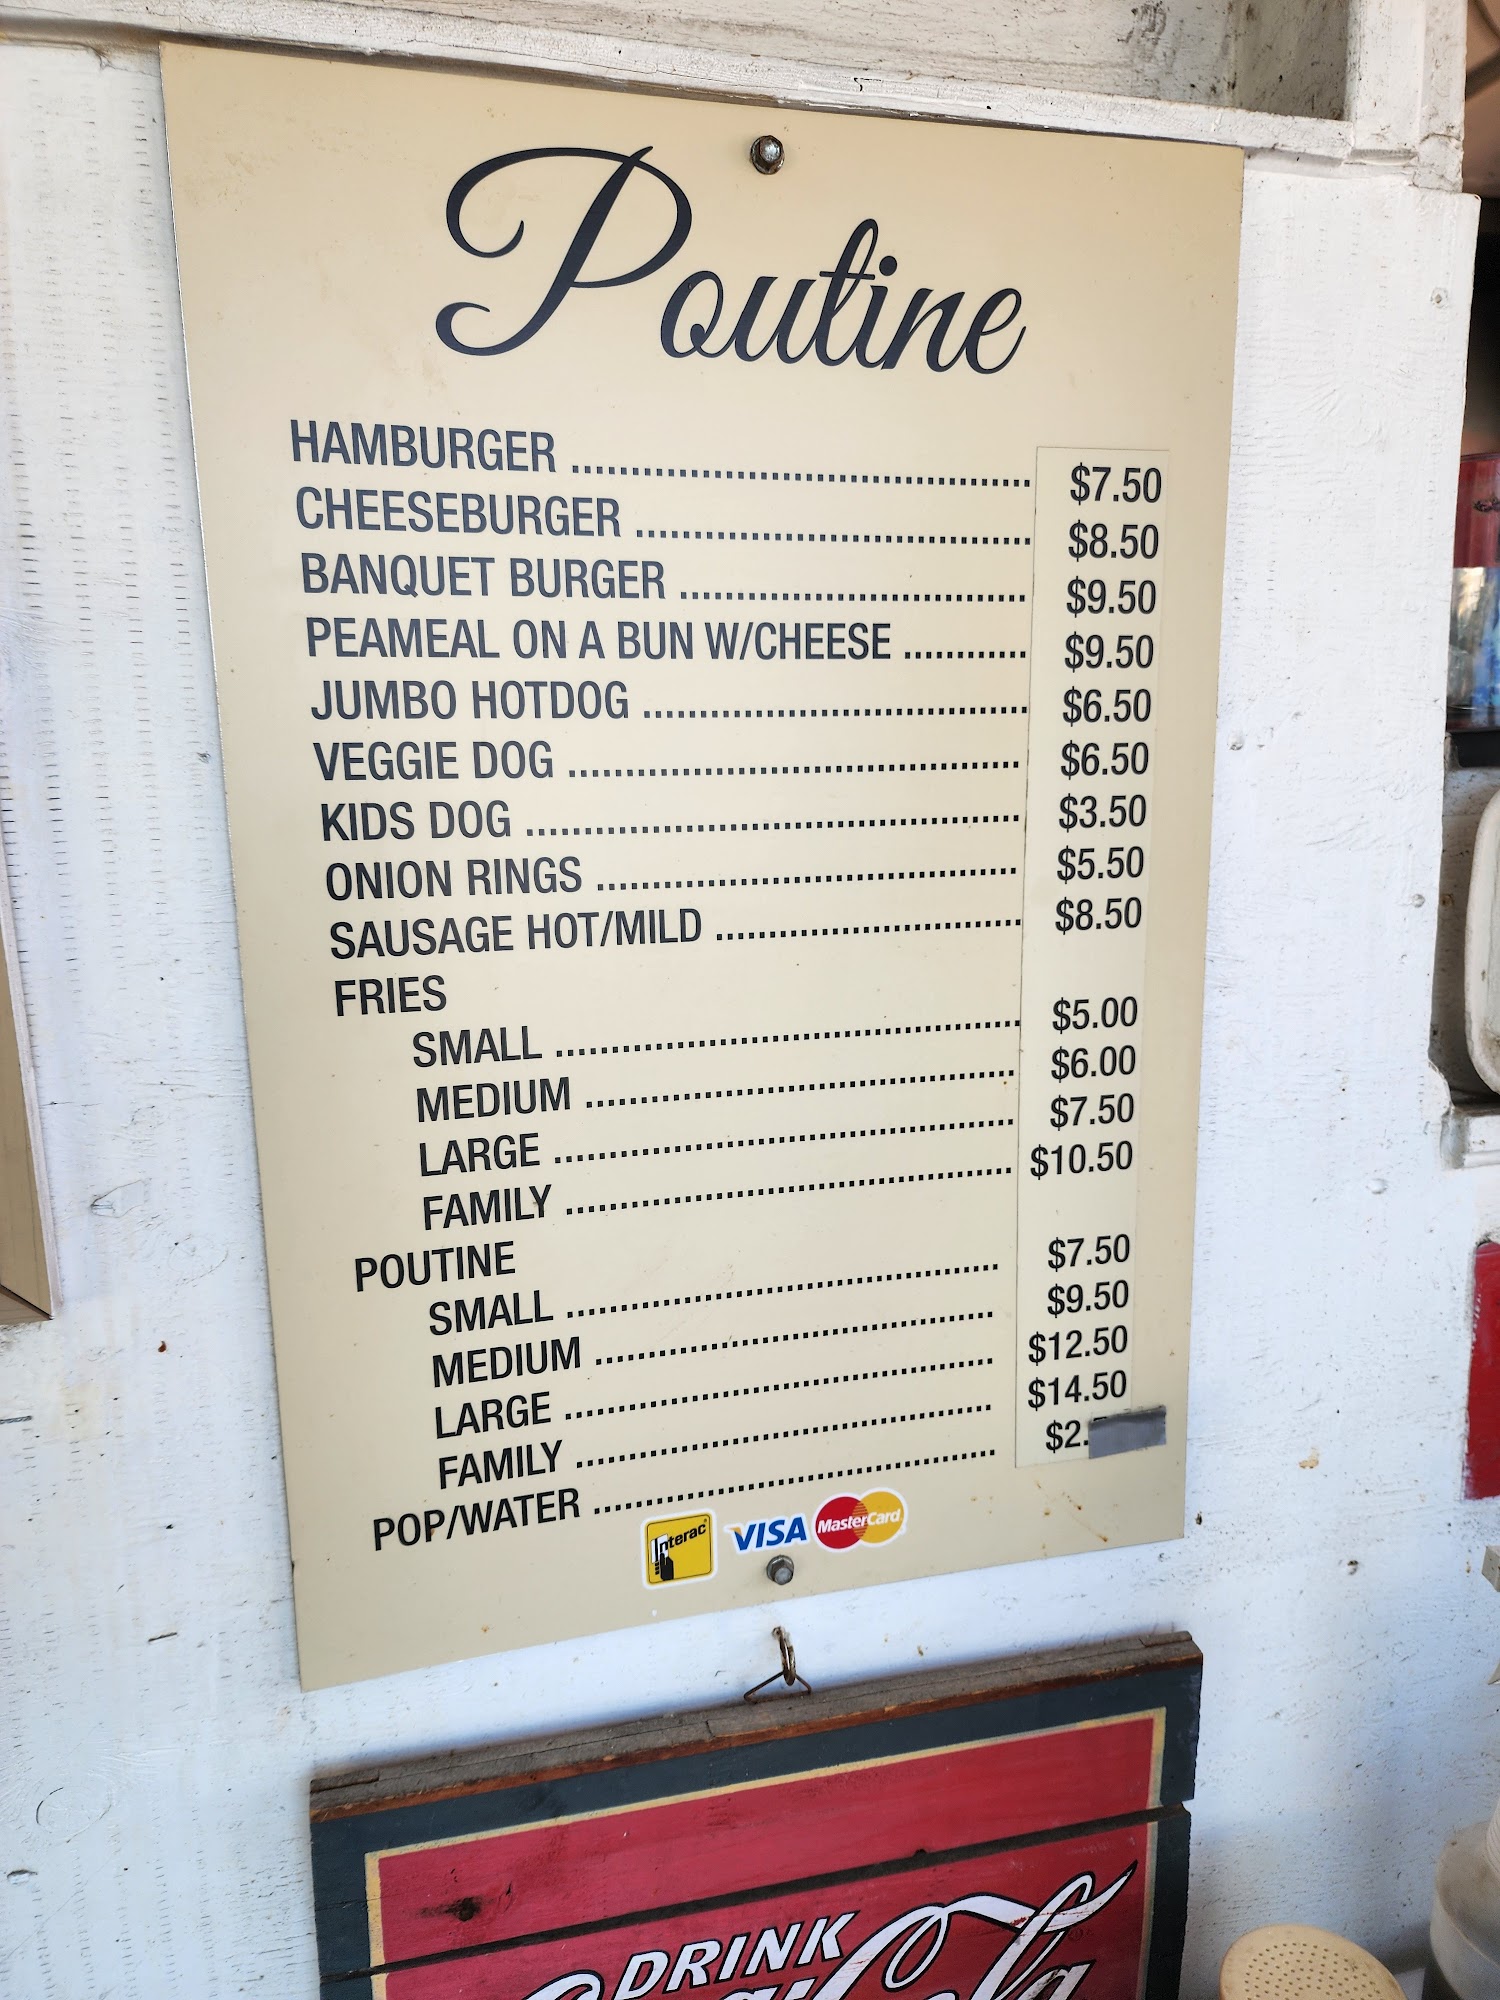 Poutine
HAMBURGER ........................................ $7.50
CHEESEBURGER ........................................ $8.50
BANQUET BURGER ........................................ $9.50
PEAMEAL ON A BUN W/CHEESE ............ $9.50
JUMBO HOTDOG ........................................ $6.50
VEGGIE DOG ........................................ $6.50
KIDS DOG ........................................ $3.50
ONION RINGS ........................................ $5.50
SAUSAGE HOT/MILD ........................................ $8.50
FRIES
SMALL ........................................ $5.00
MEDIUM ........................................ $6.00
LARGE ........................................ $7.50
FAMILY ........................................ $10.50
POUTINE
SMALL ........................................ $7.50
MEDIUM ........................................ $9.50
LARGE ........................................ $12.50
FAMILY ........................................ $14.50
POP/WATER ........................................ $2.
Interac VISA MasterCard
DRINK
Coca-Cola